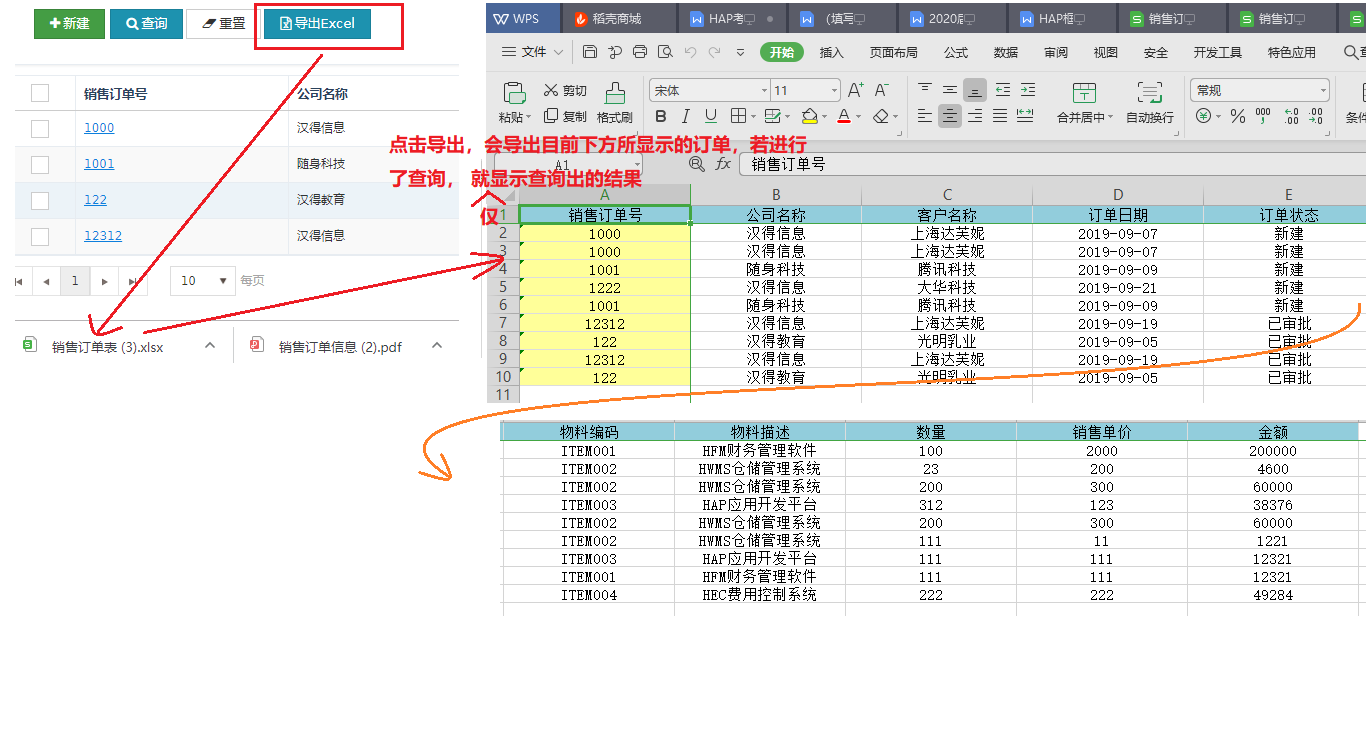 新建 查询 重置 导出Excel
销售订单号 公司名称
1000 汉得信息
1001 随身科技
122 汉得教育
12312 汉得信息
1 10 每页
销售订单表 (3).xlsx 销售订单信息 (2).pdf
点击导出，会导出目前下方所显示的订单，若进行
了查询， 就显示查询出的结果
仅
WPS 稻壳商城 HAP考 (填写 2020届 HAP框 销售订 销售订
文件 开始 插入 页面布局 公式 数据 审阅 视图 安全 开发工具 特色应用
粘贴 剪切 复制 格式刷 宋体 11 A+ A- B I U A 合并居中 自动换行 常规 % 000 .00 .0
A1 fx 销售订单号
A B C D E
1 销售订单号 公司名称 客户名称 订单日期 订单状态
2 1000 汉得信息 上海达芙妮 2019-09-07 新建
3 1000 汉得信息 上海达芙妮 2019-09-07 新建
4 1001 随身科技 腾讯科技 2019-09-09 新建
5 1222 汉得信息 大华科技 2019-09-21 新建
6 1001 随身科技 腾讯科技 2019-09-09 新建
7 12312 汉得信息 上海达芙妮 2019-09-19 已审批
8 122 汉得教育 光明乳业 2019-09-05 已审批
9 12312 汉得信息 上海达芙妮 2019-09-19 已审批
10 122 汉得教育 光明乳业 2019-09-05 已审批
11
物料编码 物料描述 数量 销售单价 金额
ITEM001 HFM财务管理软件 100 2000 200000
ITEM002 HWMS仓储管理系统 23 200 4600
ITEM002 HWMS仓储管理系统 200 300 60000
ITEM003 HAP应用开发平台 312 123 38376
ITEM002 HWMS仓储管理系统 200 300 60000
ITEM002 HWMS仓储管理系统 111 11 1221
ITEM003 HAP应用开发平台 111 111 12321
ITEM001 HFM财务管理软件 111 111 12321
ITEM004 HEC费用控制系统 222 222 49284